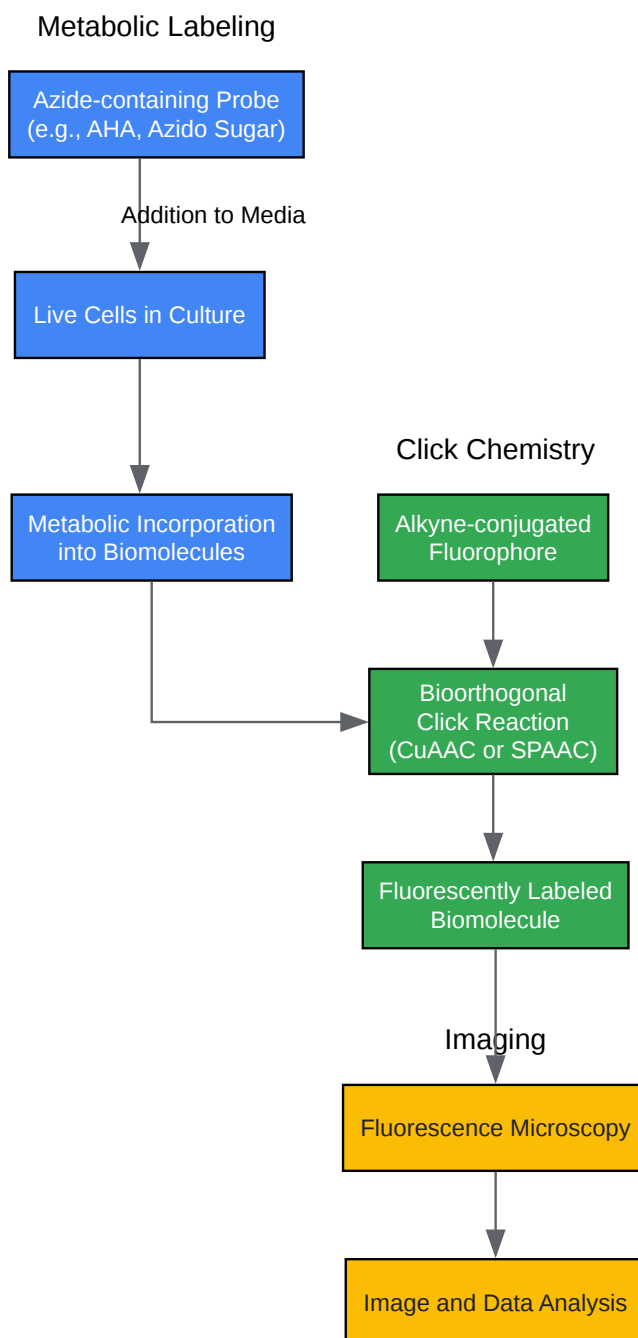 Metabolic Labeling
Azide-containing Probe
(e.g., AHA, Azido Sugar)
Addition to Media
Live Cells in Culture
Metabolic Incorporation
into Biomolecules
Click Chemistry
Alkyne-conjugated
Fluorophore
Bioorthogonal
Click Reaction
(CuAAC or SPAAC)
Fluorescently Labeled
Biomolecule
Imaging
Fluorescence Microscopy
Image and Data Analysis